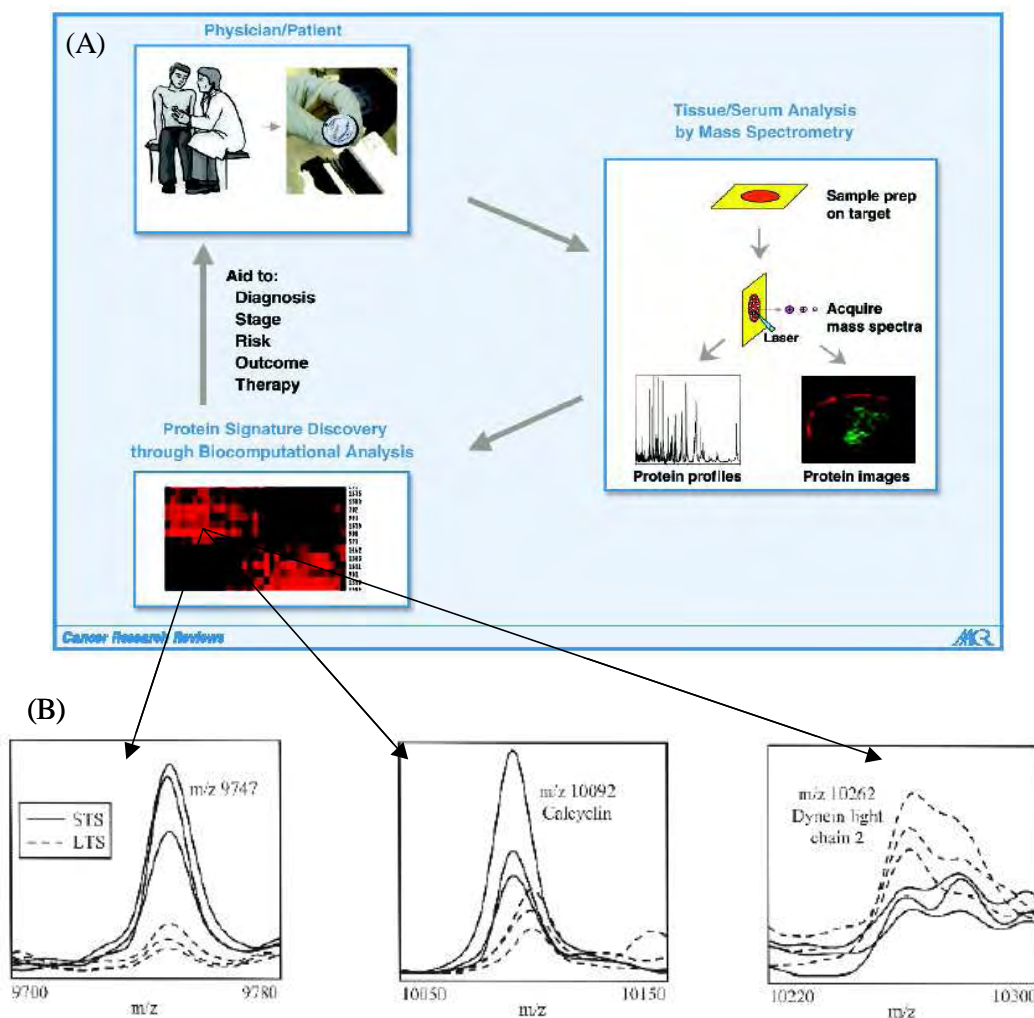 (A)
Physician/Patient
Tissue/Serum Analysis
by Mass Spectrometry
Sample prep
on target
Acquire
mass spectra
Laser
Protein profiles
Protein images
Aid to:
Diagnosis
Stage
Risk
Outcome
Therapy
Protein Signature Discovery
through Biocomputational Analysis
Cancer Research Reviews
(B)
m/z 9747
STS
LTS
9700
9780
m/z
m/z 10092
Calcyclin
10050
10150
m/z
m/z 10262
Dynein light
chain 2
10220
10300
m/z